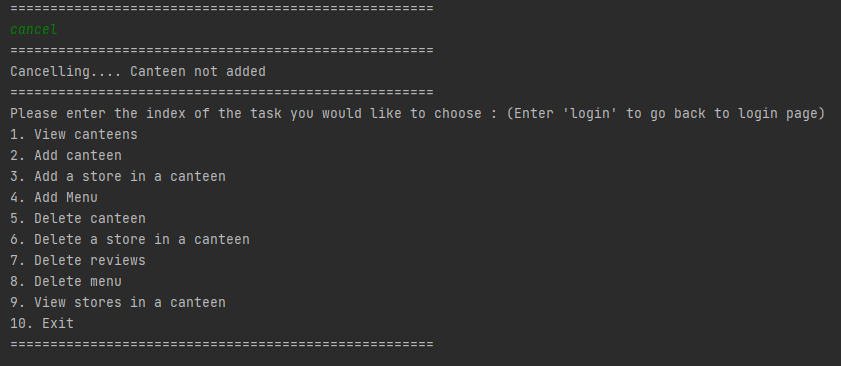 =====================================================
cancel
=====================================================
Cancelling.... Canteen not added
=====================================================
Please enter the index of the task you would like to choose : (Enter 'login' to go back to login page)
1. View canteens
2. Add canteen
3. Add a store in a canteen
4. Add Menu
5. Delete canteen
6. Delete a store in a canteen
7. Delete reviews
8. Delete menu
9. View stores in a canteen
10. Exit
=====================================================